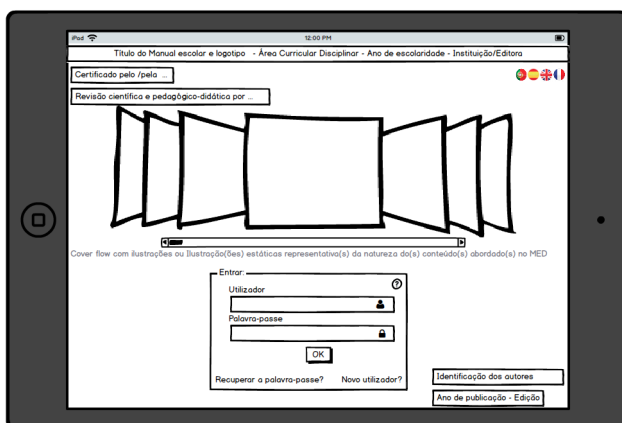 iPad 12:00 PM
Título do Manual escolar e logotipo - Área Curricular Disciplinar - Ano de escolaridade - Instituição/Editora
Certificado pelo /pela ...
Revisão científica e pedagógico-didática por ...
Cover flow com ilustrações ou Ilustração(ões) estáticas representativa(s) da natureza do(s) conteúdo(s) abordado(s) no MED
Entrar:
?
Utilizador
Palavra-passe
OK
Recuperar a palavra-passe? Novo utilizador?
Identificação dos autores
Ano de publicação - Edição